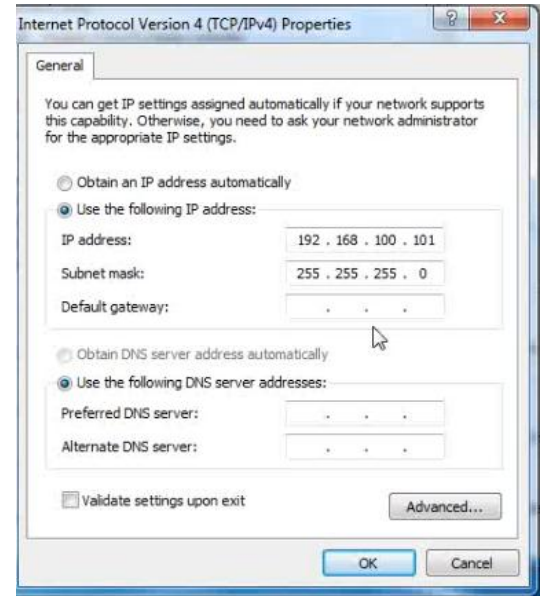 Internet Protocol Version 4 (TCP/IPv4) Properties
General
You can get IP settings assigned automatically if your network supports
this capability. Otherwise, you need to ask your network administrator
for the appropriate IP settings.
Obtain an IP address automatically
Use the following IP address:
IP address: 192 . 168 . 100 . 101
Subnet mask: 255 . 255 . 255 . 0
Default gateway: . . .
Obtain DNS server address automatically
Use the following DNS server addresses:
Preferred DNS server: . . .
Alternate DNS server: . . .
Validate settings upon exit
Advanced...
OK Cancel